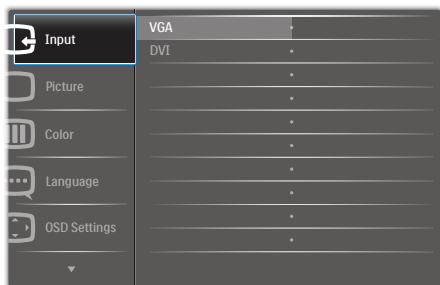 Input
VGA
DVI
Picture
Color
Language
OSD Settings